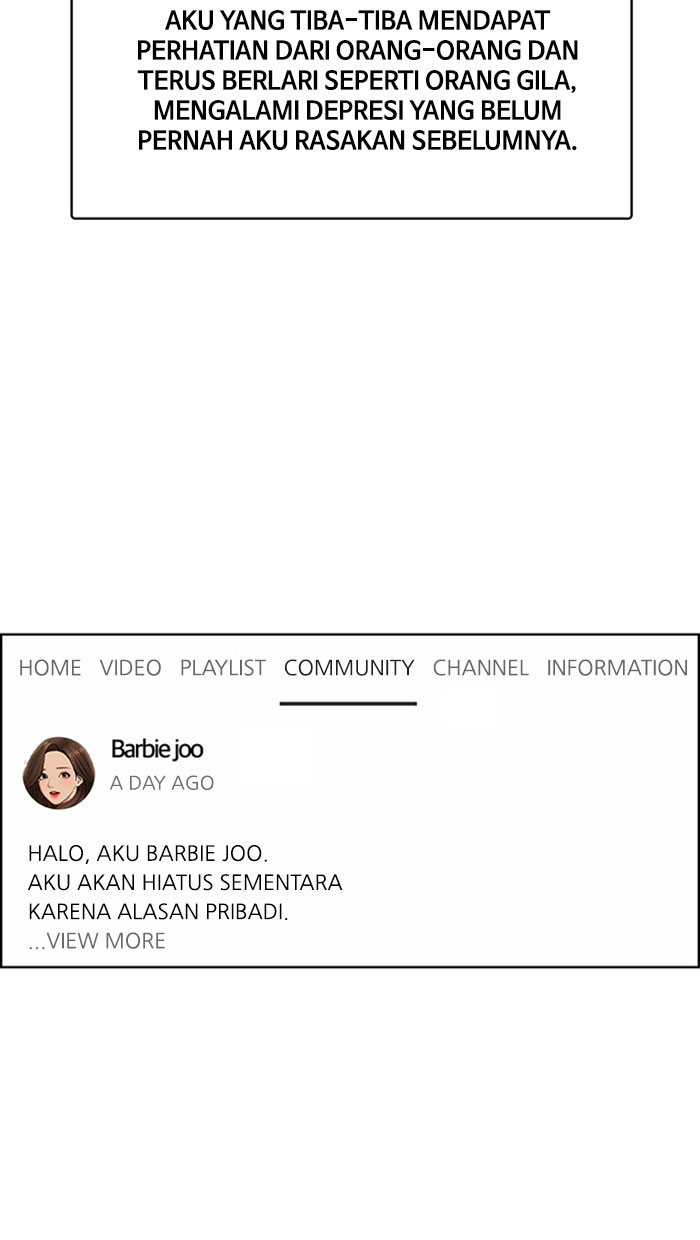 AKU YANG TIBA-TIBA MENDAPAT
PERHATIAN DARI ORANG-ORANG DAN
TERUS BERLARI SEPERTI ORANG GILA,
MENGALAMI DEPRESI YANG BELUM
PERNAH AKU RASAKAN SEBELUMNYA.
HOME VIDEO PLAYLIST COMMUNITY CHANNEL INFORMATION
Barbie joo
A DAY AGO
HALO, AKU BARBIE JOO.
AKU AKAN HIATUS SEMENTARA
KARENA ALASAN PRIBADI.
...VIEW MORE